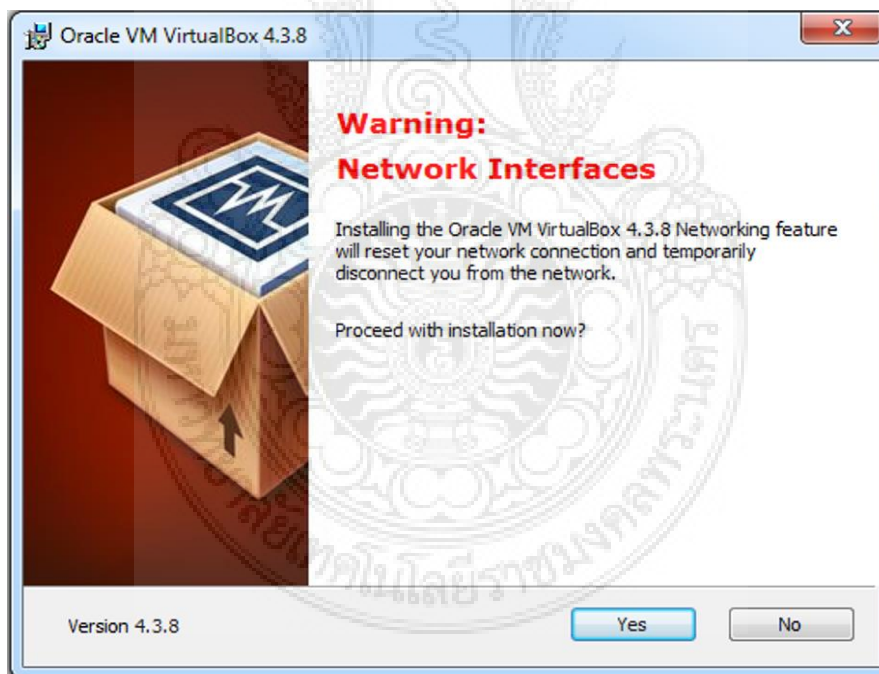 Oracle VM VirtualBox 4.3.8
Warning:
Network Interfaces
Installing the Oracle VM VirtualBox 4.3.8 Networking feature
will reset your network connection and temporarily
disconnect you from the network.
Proceed with installation now?
Version 4.3.8
Yes
No